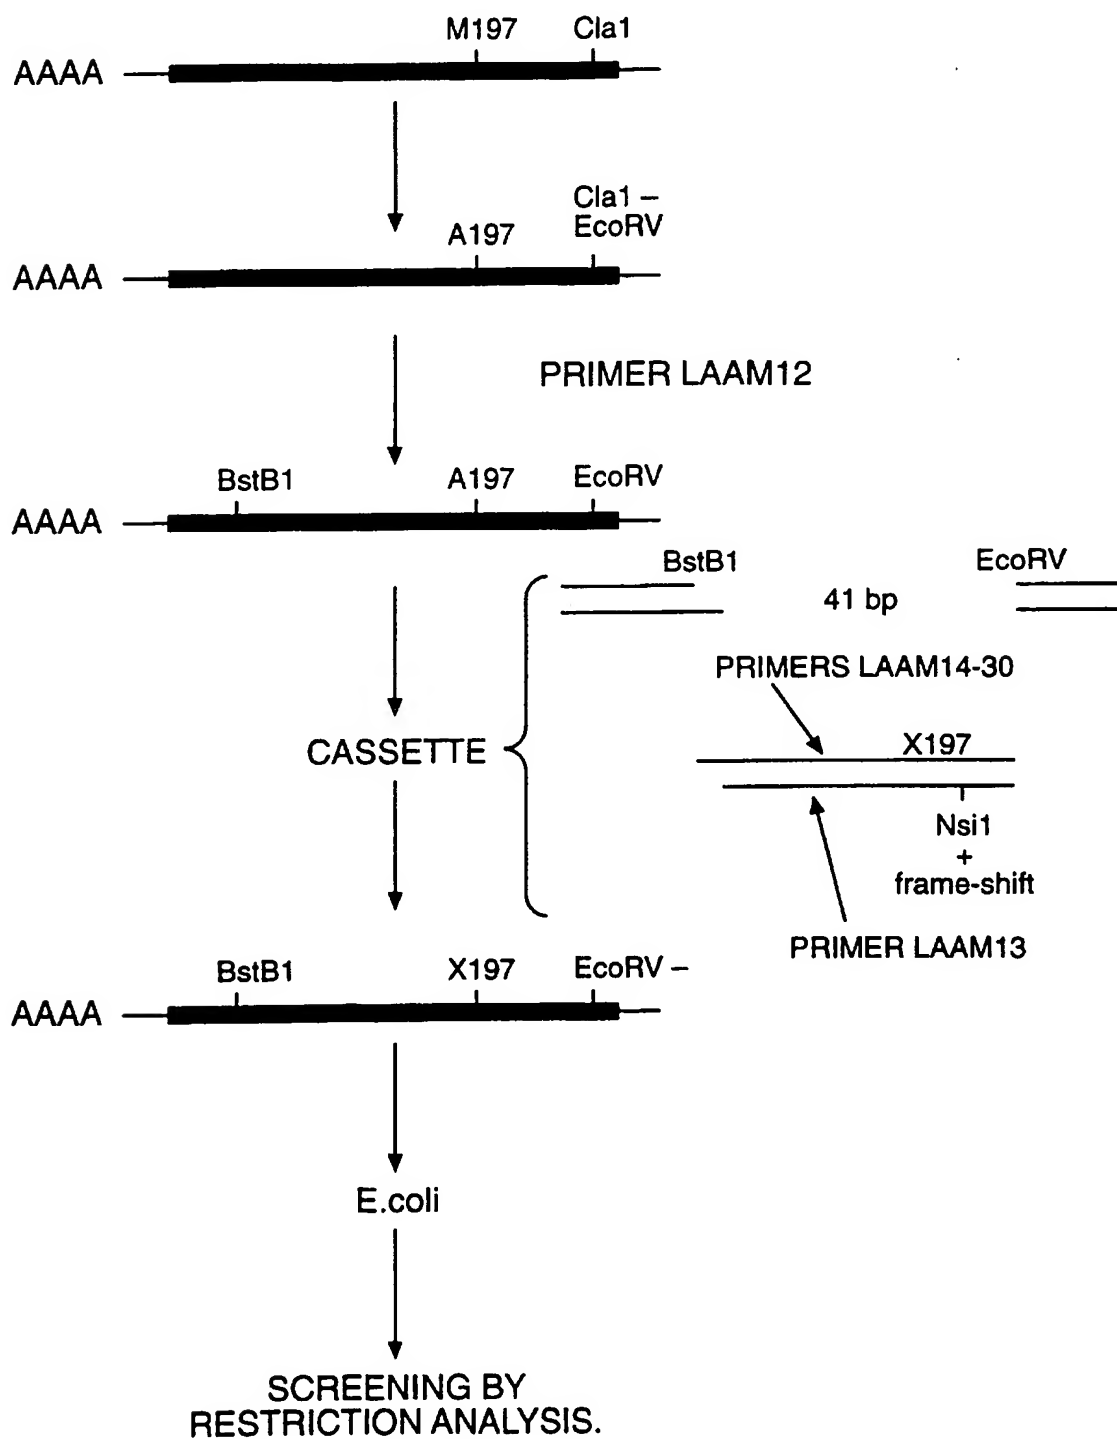 M197 Cla1
AAAA
Cla1 –
EcoRV
A197
AAAA
PRIMER LAAM12
BstB1 A197 EcoRV
AAAA
BstB1 EcoRV
41 bp
PRIMERS LAAM14-30
X197
CASSETTE
Nsi1
+
frame-shift
PRIMER LAAM13
BstB1 X197 EcoRV –
AAAA
E.coli
SCREENING BY
RESTRICTION ANALYSIS.